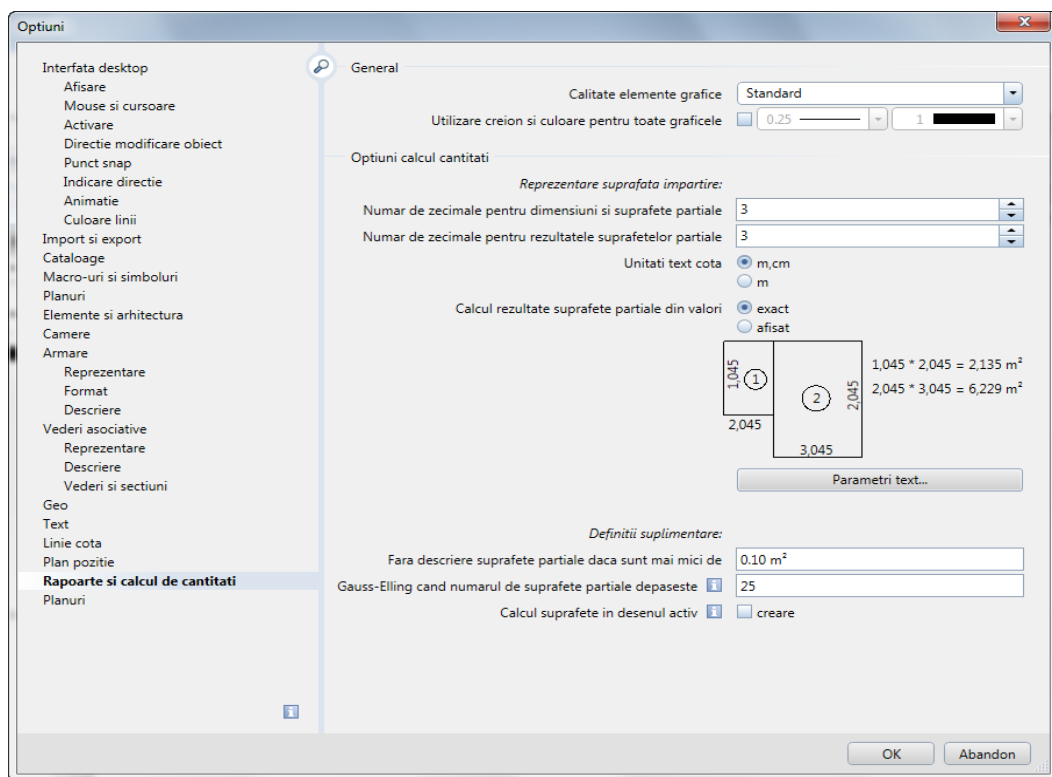 Optiuni
Interfata desktop
Afisare
Mouse si cursoare
Activare
Directie modificare obiect
Punct snap
Indicare directie
Animatie
Culoare linii
Import si export
Cataloage
Macro-uri si simboluri
Planuri
Elemente si arhitectura
Camere
Armare
Reprezentare
Format
Descriere
Vederi asociative
Reprezentare
Descriere
Vederi si sectiuni
Geo
Text
Linie cota
Plan pozitie
Rapoarte si calcul de cantitati
Planuri
General
Calitate elemente grafice Standard
Utilizare creion si culoare pentru toate graficele 0.25 1
Optiuni calcul cantitati
Reprezentare suprafata impartire:
Numar de zecimale pentru dimensiuni si suprafete partiale 3
Numar de zecimale pentru rezultatele suprafetelor partiale 3
Unitati text cota m,cm
m
Calcul rezultate suprafete partiale din valori exact
afisat
1,045 1 2,045
2 2,045 3,045
1,045 * 2,045 = 2,135 m²
2,045 * 3,045 = 6,229 m²
Parametri text...
Definitii suplimentare:
Fara descriere suprafete partiale daca sunt mai mici de 0.10 m²
Gauss-Elling cand numarul de suprafete partiale depaseste 25
Calcul suprafete in desenul activ creare
OK Abandon